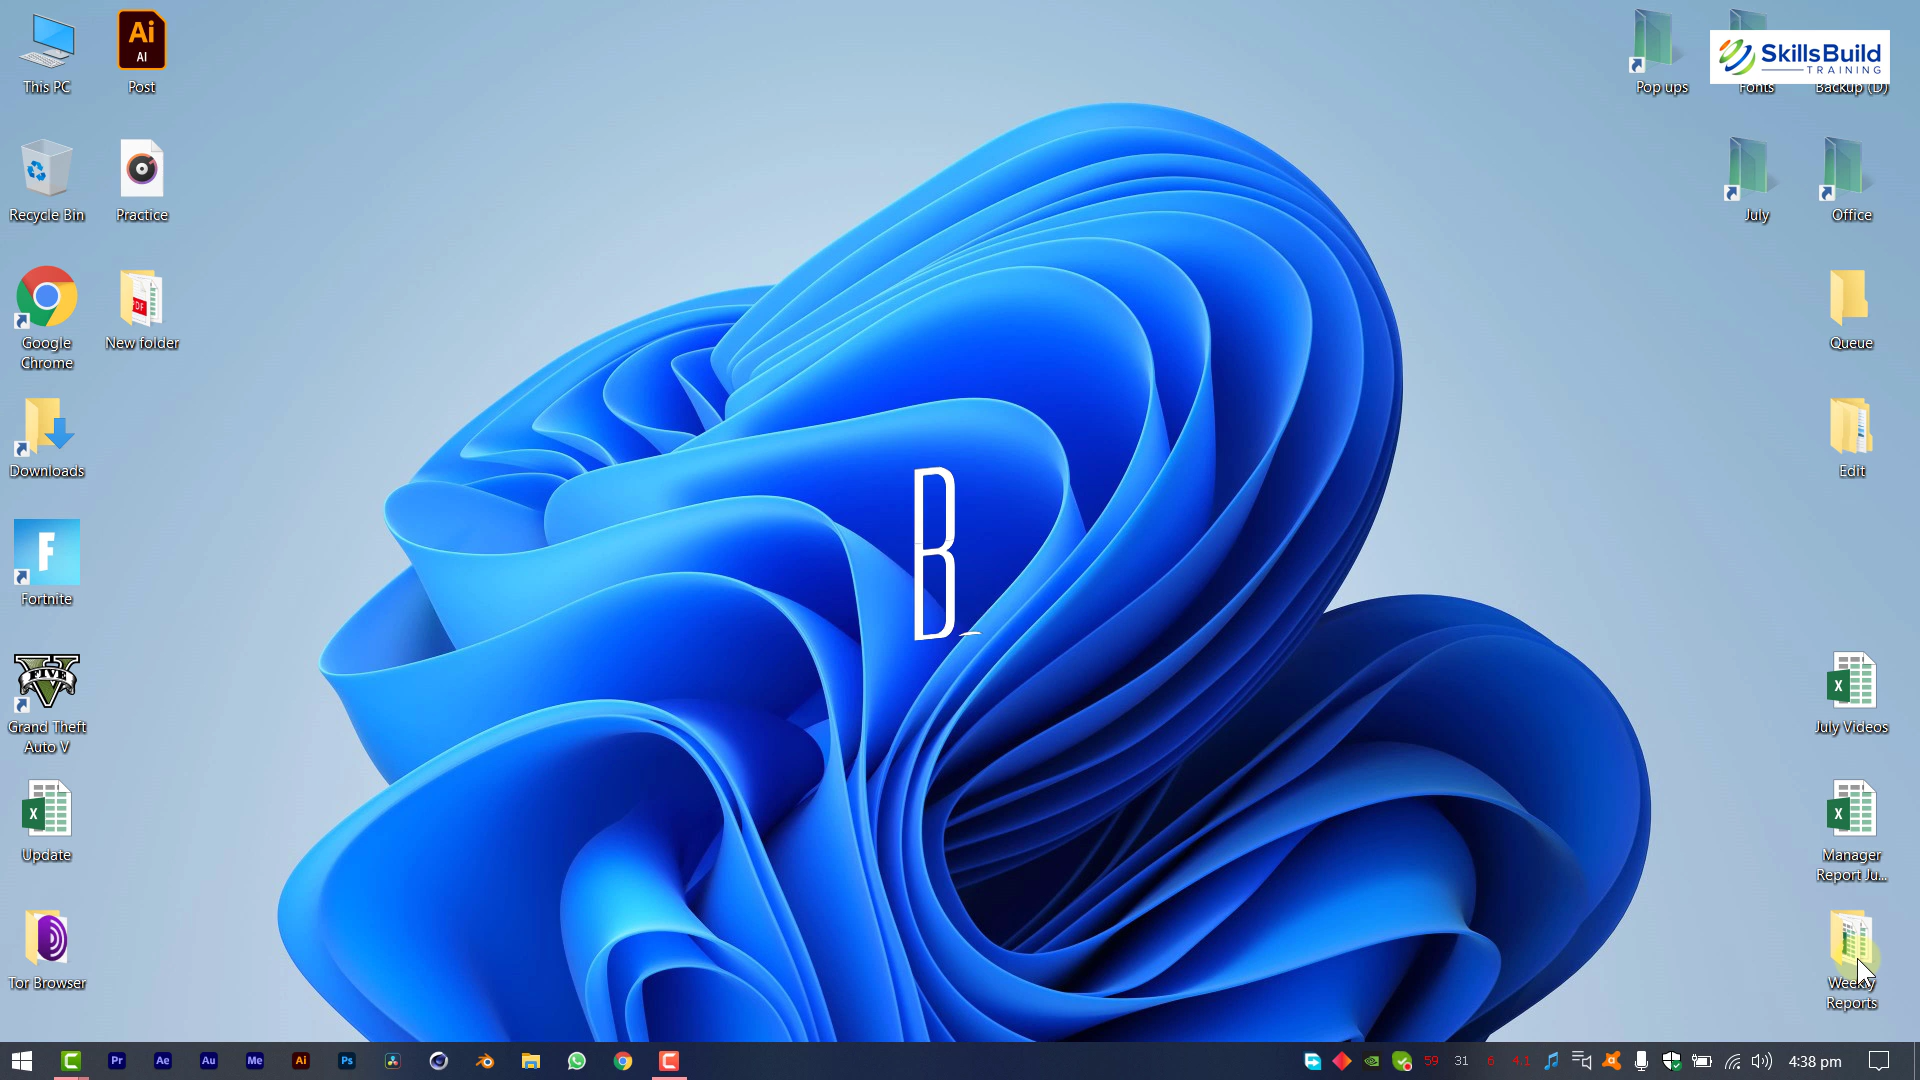 This PC
Ai
AI
Post
Pop ups
Fonts
Backup (D)
SkillsBuild
TRAINING
Recycle Bin
Practice
July
Office
Google
Chrome
PDF
New folder
Queue
Downloads
Edit
B_
F
Fortnite
FIVE
Grand Theft
Auto V
X
July Videos
X
Update
X
Manager
Report Ju...
Tor Browser
Weekly
Reports
Pr
Ae
Au
Me
Ai
Ps
59
31
6
4.1
4:38 pm